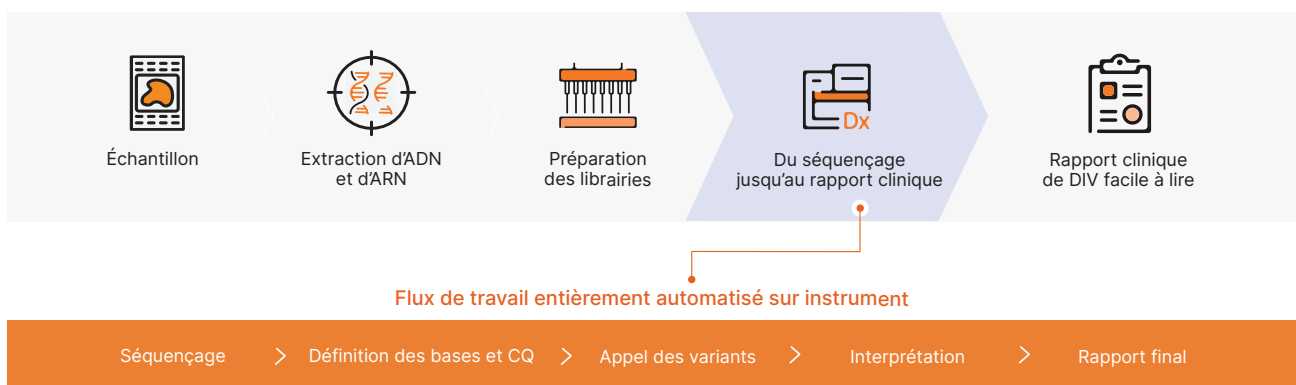 Échantillon
Extraction d'ADN
et d'ARN
Préparation
des librairies
Dx
Du séquençage
jusqu'au rapport clinique
Rapport clinique
de DIV facile à lire
Flux de travail entièrement automatisé sur instrument
Séquençage > Définition des bases et CQ > Appel des variants > Interprétation > Rapport final